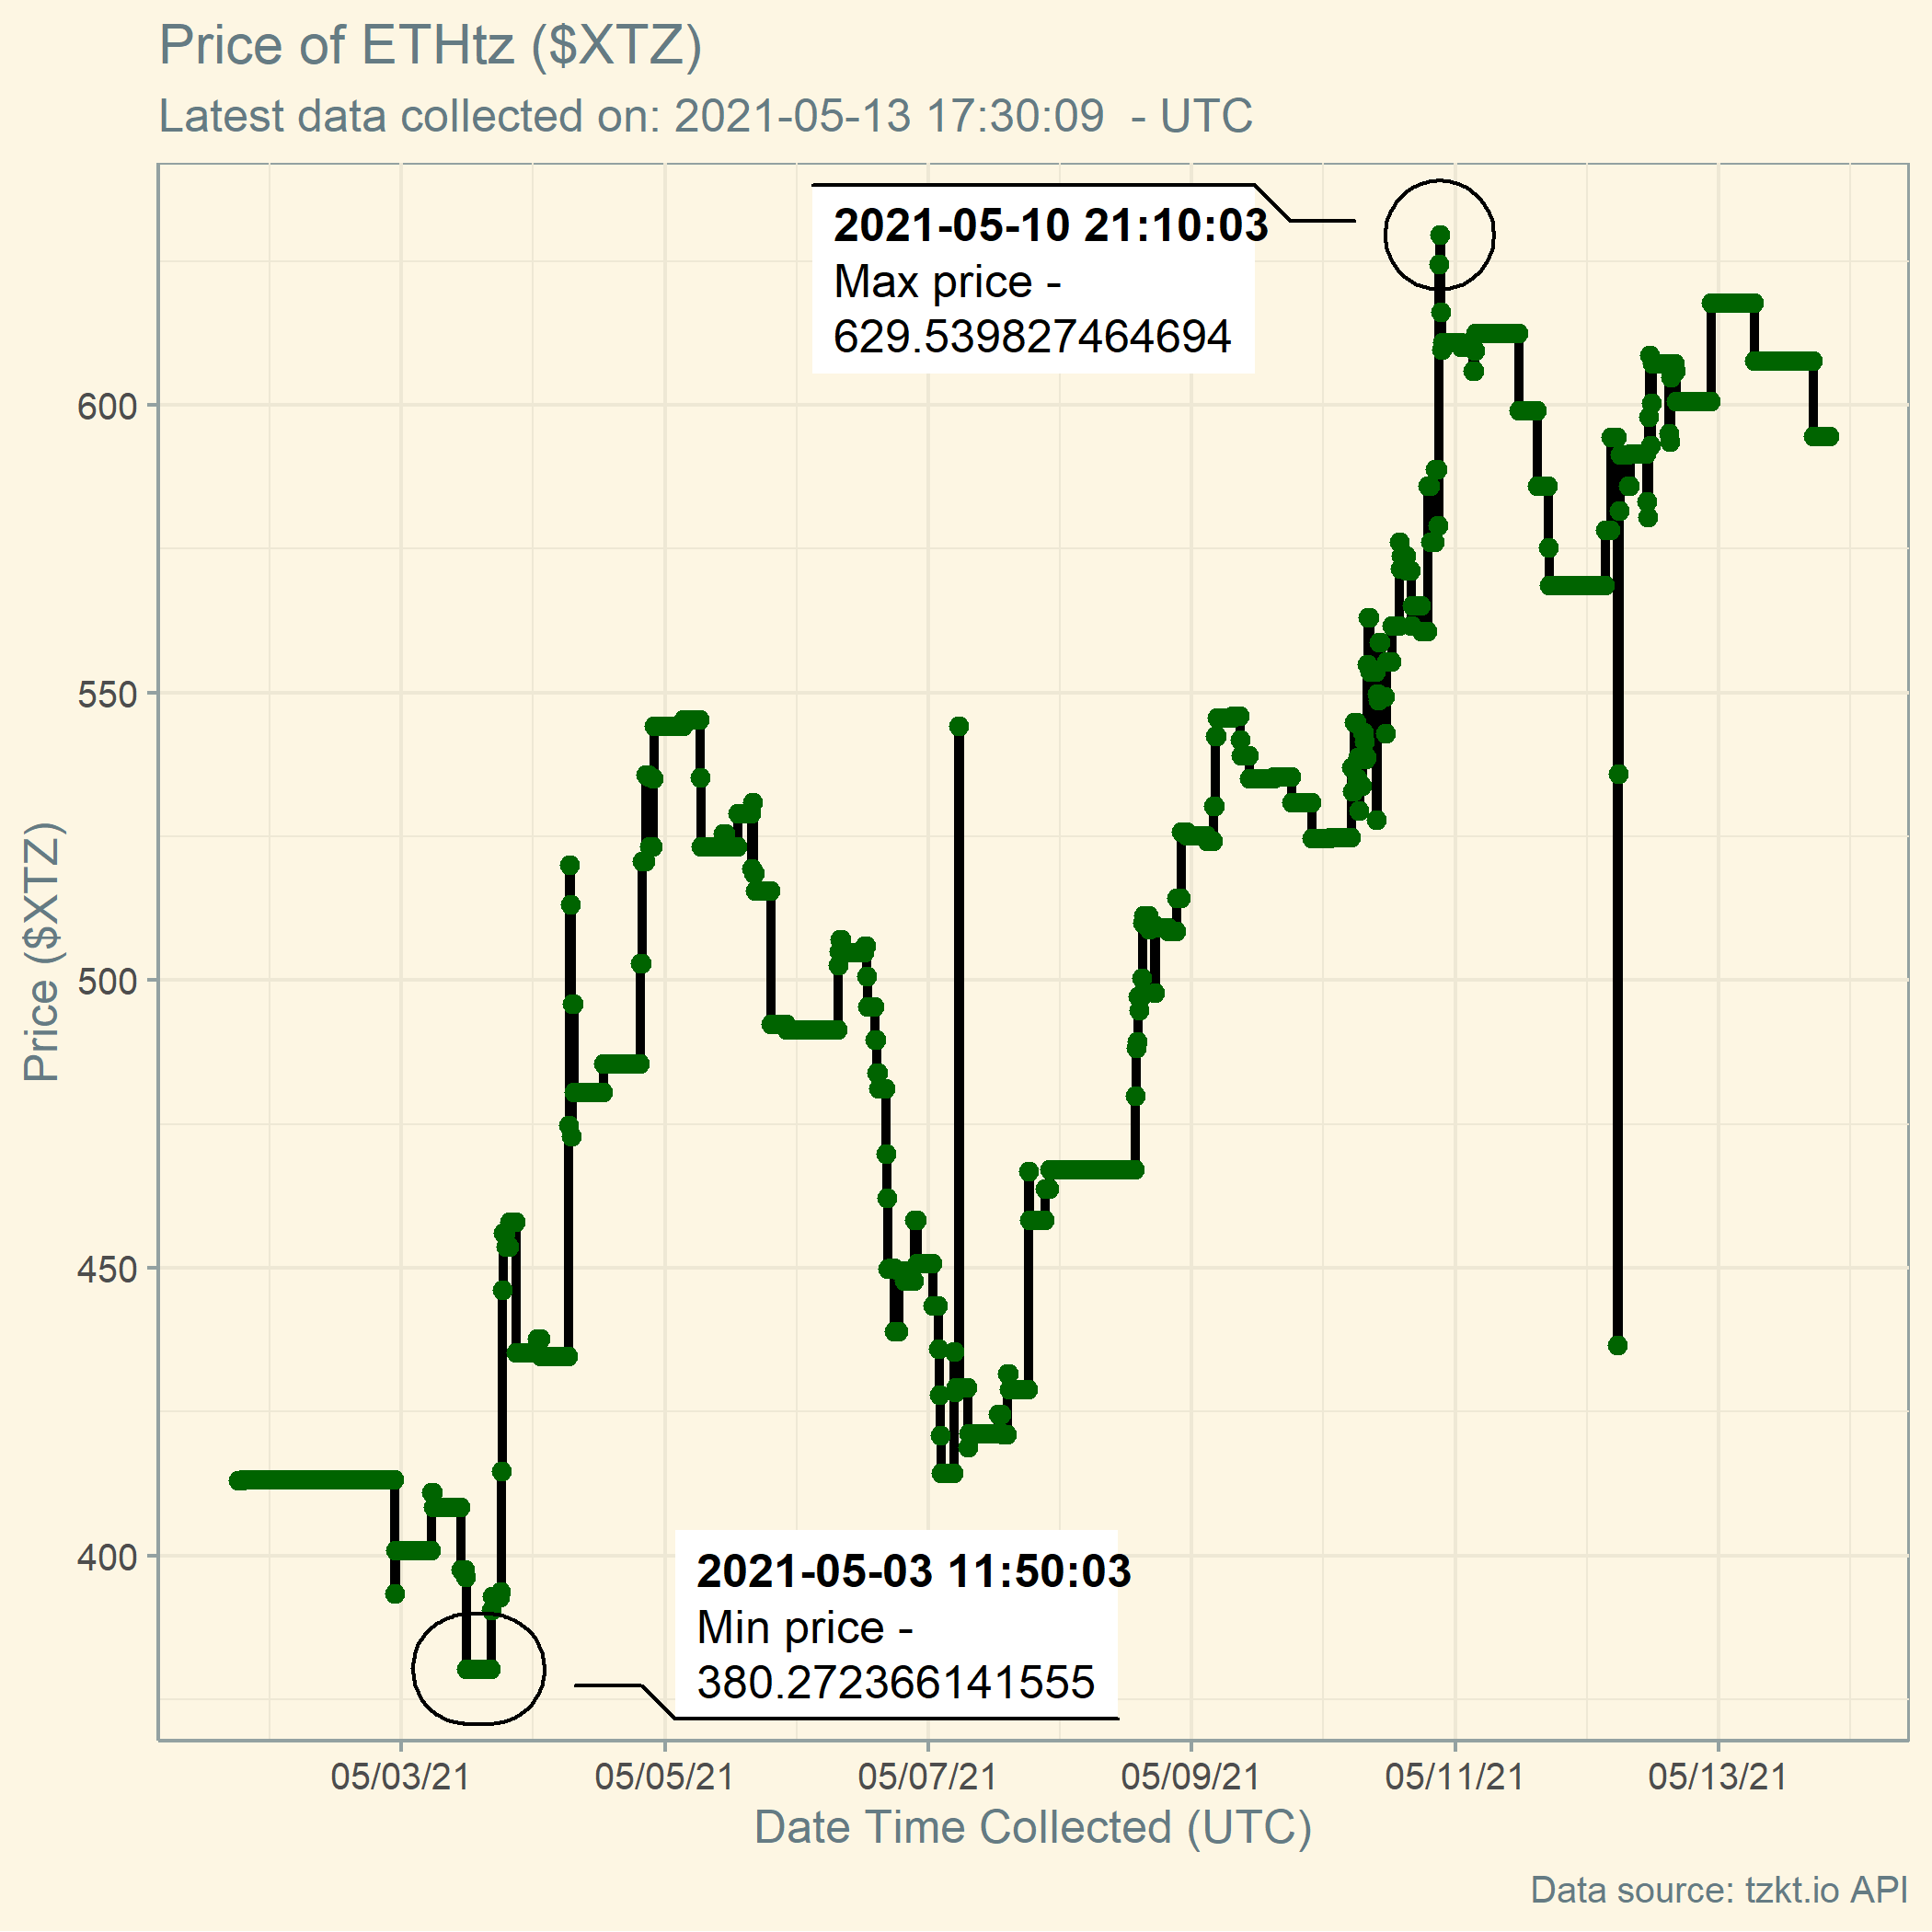 Price of ETHtz ($XTZ)
Latest data collected on: 2021-05-13 17:30:09  - UTC
2021-05-10 21:10:03
Max price -
629.539827464694
600
550
500
450
400
Price ($XTZ)
2021-05-03 11:50:03
Min price -
380.272366141555
05/03/21
05/05/21
05/07/21
05/09/21
05/11/21
05/13/21
Date Time Collected (UTC)
Data source: tzkt.io API